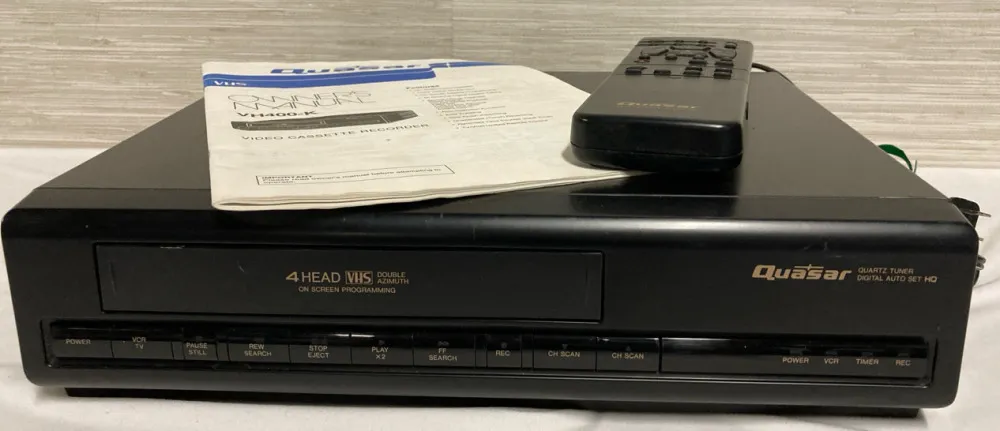 Quasar
VHS
OWNER'S
MANUAL
VH400-K
VIDEO CASSETTE RECORDER
IMPORTANT
Quasar
4 HEAD VHS DOUBLE AZIMUTH
ON SCREEN PROGRAMMING
Quasar QUARTZ TUNER
DIGITAL AUTO SET HQ
POWER
VCR
TV
PAUSE
STILL
REW
SEARCH
STOP
EJECT
PLAY
X2
FF
SEARCH
REC
CH SCAN
CH SCAN
POWER VCR TIMER REC